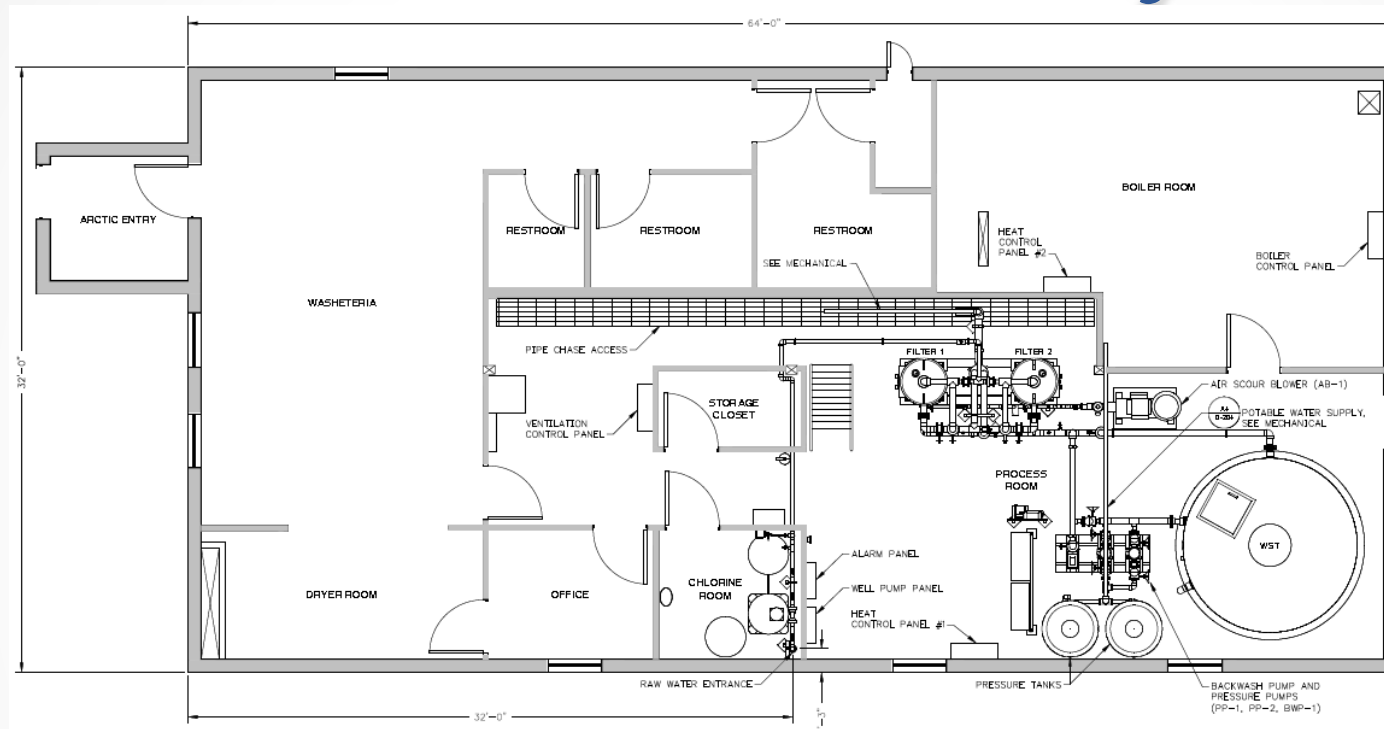 64'-0"
BOILER ROOM
ARCTIC ENTRY
RESTROOM
RESTROOM
RESTROOM
HEAT
CONTROL
PANEL #2
BOILER
CONTROL PANEL
SEE MECHANICAL
WASHETERIA
PIPE CHASE ACCESS
FILTER 1
FILTER 2
32'-0"
AIR SCOUR BLOWER (AB-1)
STORAGE
CLOSET
POTABLE WATER SUPPLY,
SEE MECHANICAL
VENTILATION
CONTROL PANEL
PROCESS
ROOM
WST
ALARM PANEL
CHLORINE
ROOM
WELL PUMP PANEL
DRYER ROOM
OFFICE
HEAT
CONTROL PANEL #1
RAW WATER ENTRANCE
PRESSURE TANKS
BACKWASH PUMP AND
PRESSURE PUMPS
(PP-1, PP-2, BWP-1)
32'-0"